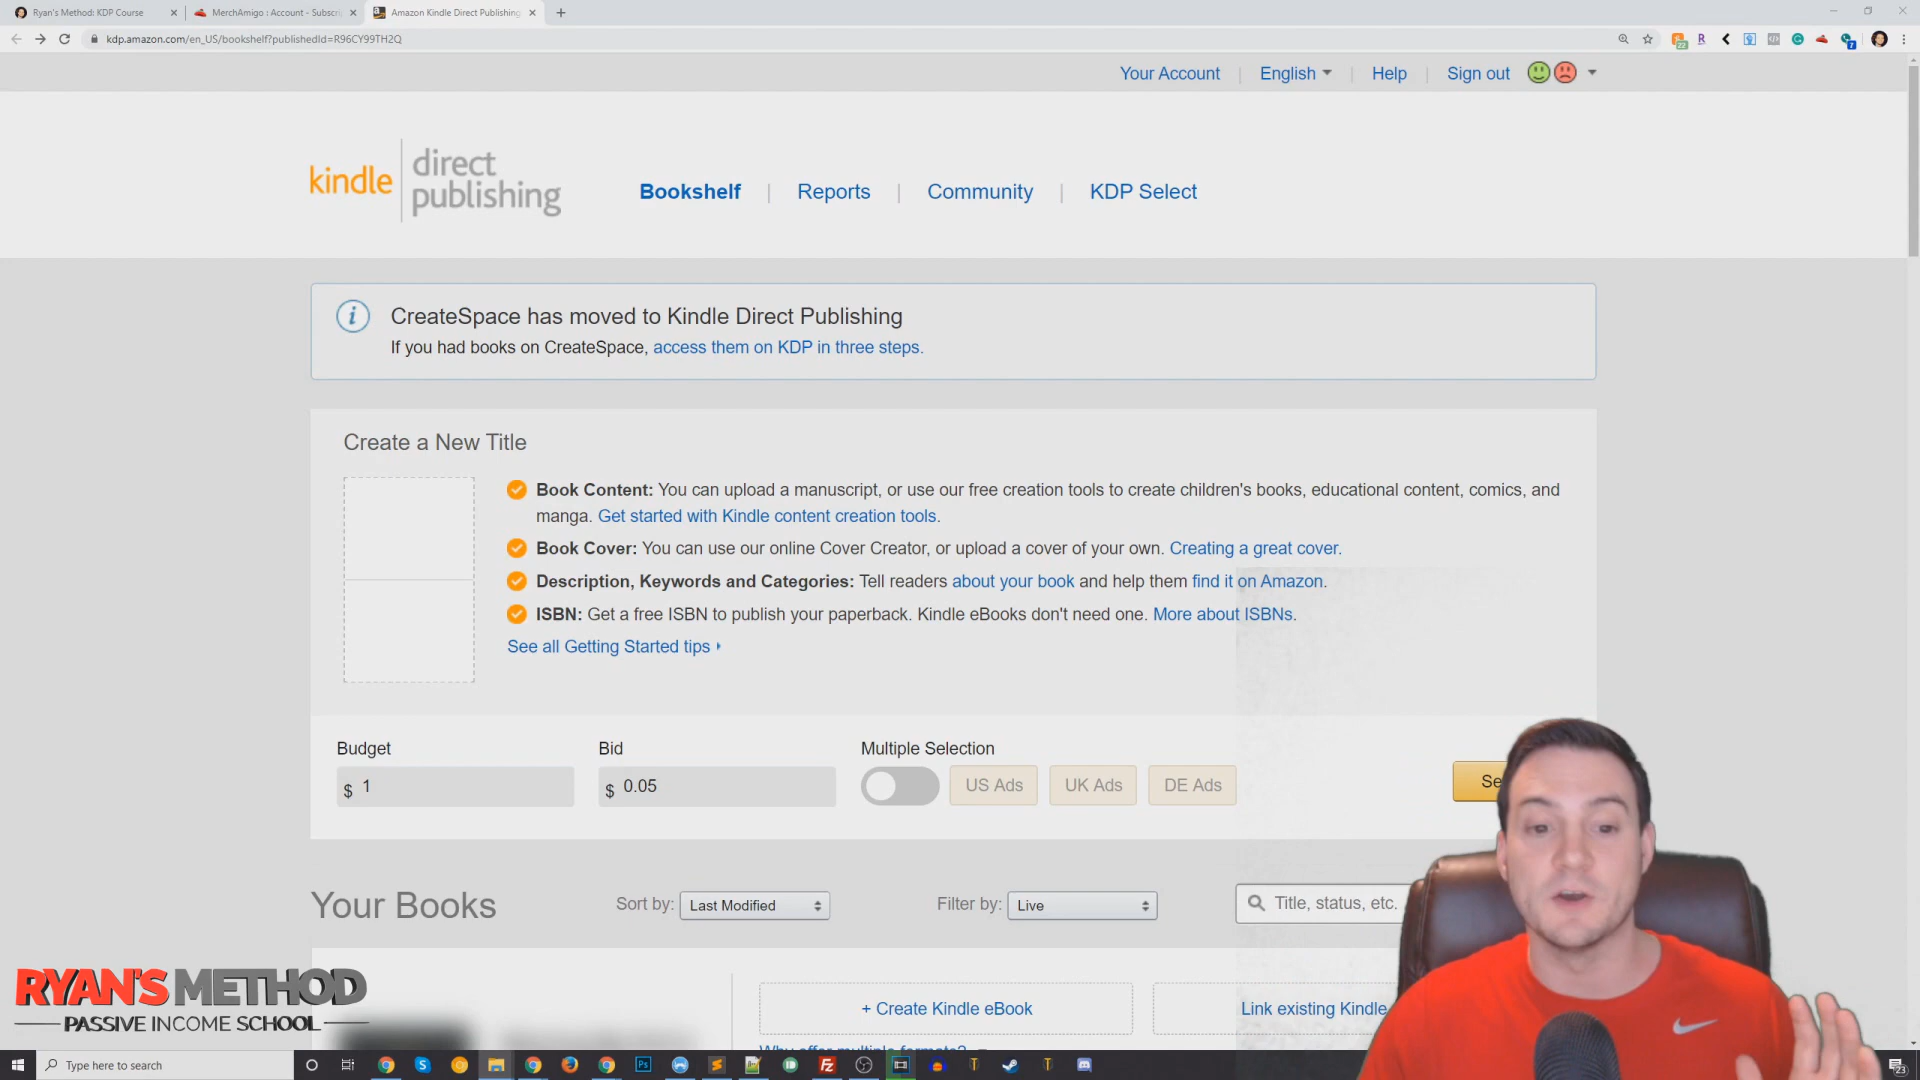 Ryan's Method: KDP Course
MerchAmigo : Account - Subscri
Amazon Kindle Direct Publishing
kdp.amazon.com/en_US/bookshelf?publishedId=R96CY99TH2Q
Your Account | English | Help | Sign out
kindle direct publishing
Bookshelf | Reports | Community | KDP Select
CreateSpace has moved to Kindle Direct Publishing
If you had books on CreateSpace, access them on KDP in three steps.
Create a New Title
Book Content: You can upload a manuscript, or use our free creation tools to create children's books, educational content, comics, and
manga. Get started with Kindle content creation tools.
Book Cover: You can use our online Cover Creator, or upload a cover of your own. Creating a great cover.
Description, Keywords and Categories: Tell readers about your book and help them find it on Amazon.
ISBN: Get a free ISBN to publish your paperback. Kindle eBooks don't need one. More about ISBNs.
See all Getting Started tips
Budget Bid Multiple Selection
$ 1 $ 0.05 US Ads UK Ads DE Ads Se
Your Books Sort by: Last Modified Filter by: Live Title, status, etc.
+ Create Kindle eBook Link existing Kindle
Why offer multiple formats?
RYAN'S METHOD
PASSIVE INCOME SCHOOL
Type here to search